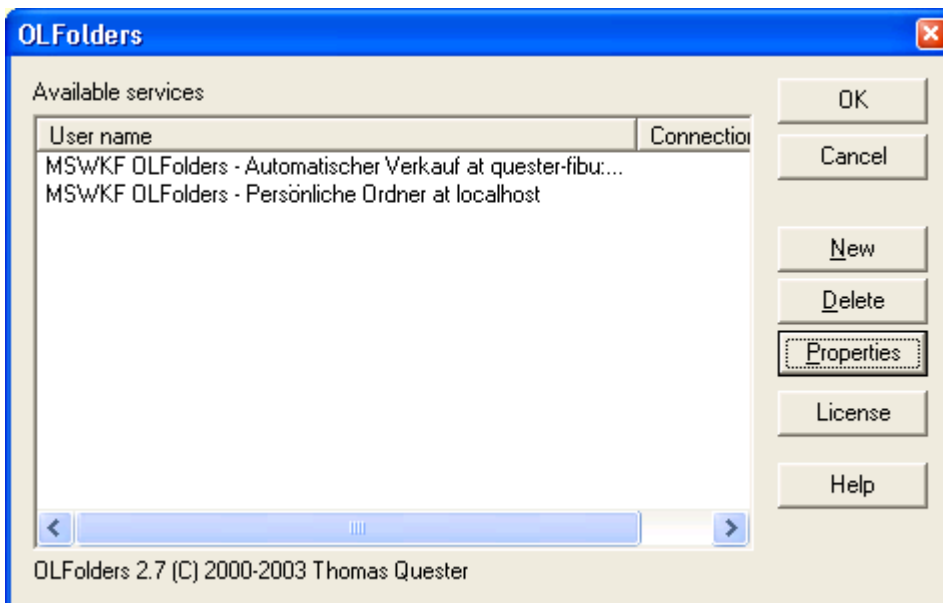 OLFolders
Available services
User name Connection
MSWKF OLFolders - Automatischer Verkauf at quester-fibu:...
MSWKF OLFolders - Persönliche Ordner at localhost
OK
Cancel
New
Delete
Properties
License
Help
OLFolders 2.7 (C) 2000-2003 Thomas Quester